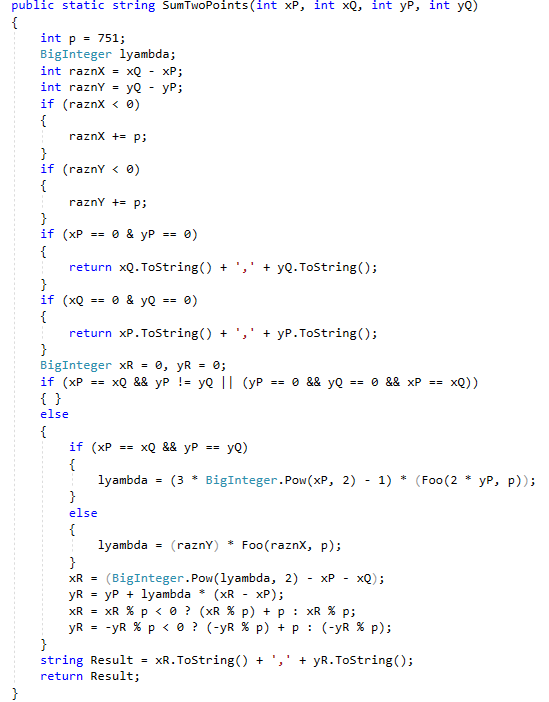 public static string SumTwoPoints(int xP, int xQ, int yP, int yQ)
{
int p = 751;
BigInteger lyambda;
int raznX = xQ - xP;
int raznY = yQ - yP;
if (raznX < 0)
{
raznX += p;
}
if (raznY < 0)
{
raznY += p;
}
if (xP == 0 & yP == 0)
{
return xQ.ToString() + ',' + yQ.ToString();
}
if (xQ == 0 & yQ == 0)
{
return xP.ToString() + ',' + yP.ToString();
}
BigInteger xR = 0, yR = 0;
if (xP == xQ && yP != yQ || (yP == 0 && yQ == 0 && xP == xQ))
{ }
else
{
if (xP == xQ && yP == yQ)
{
lyambda = (3 * BigInteger.Pow(xP, 2) - 1) * (Foo(2 * yP, p));
}
else
{
lyambda = (raznY) * Foo(raznX, p);
}
xR = (BigInteger.Pow(lyambda, 2) - xP - xQ);
yR = yP + lyambda * (xR - xP);
xR = xR % p < 0 ? (xR % p) + p : xR % p;
yR = -yR % p < 0 ? (-yR % p) + p : (-yR % p);
}
string Result = xR.ToString() + ',' + yR.ToString();
return Result;
}